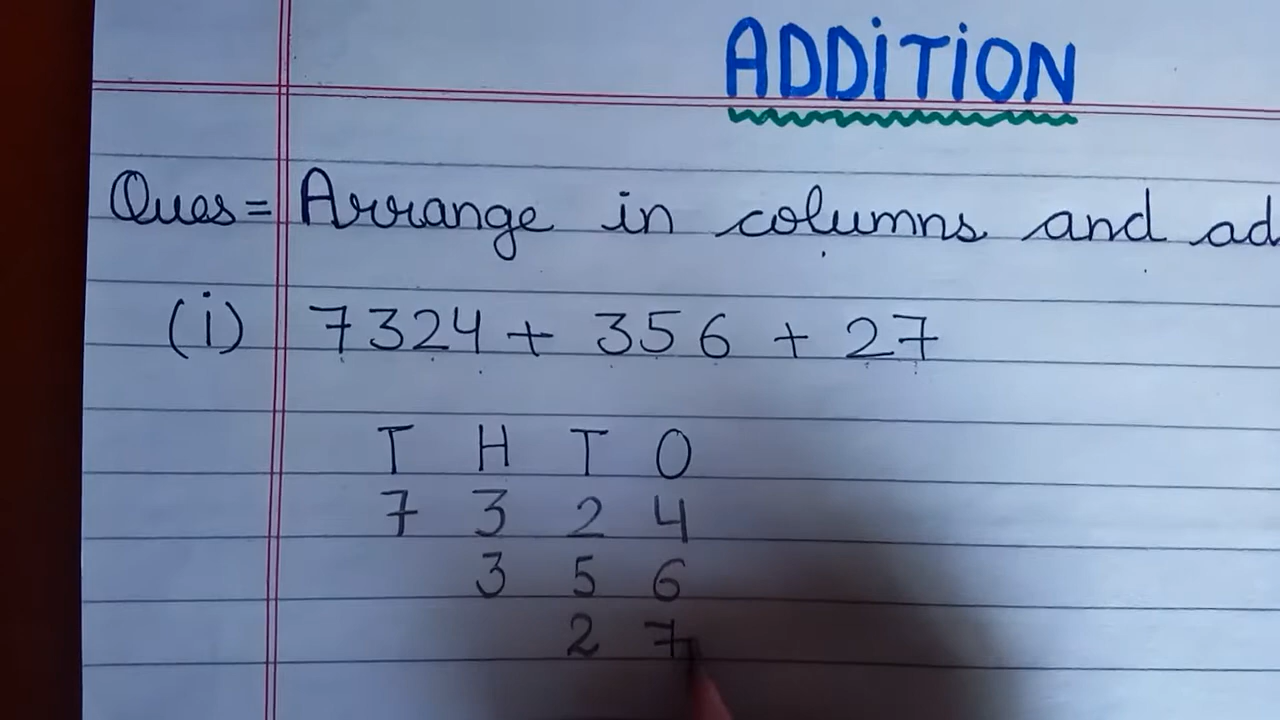 ADDiTiON
Ques = Arrange in columns and ad
(i) 7324 + 356 + 27
T H T O
7 3 2 4
3 5 6
2 7